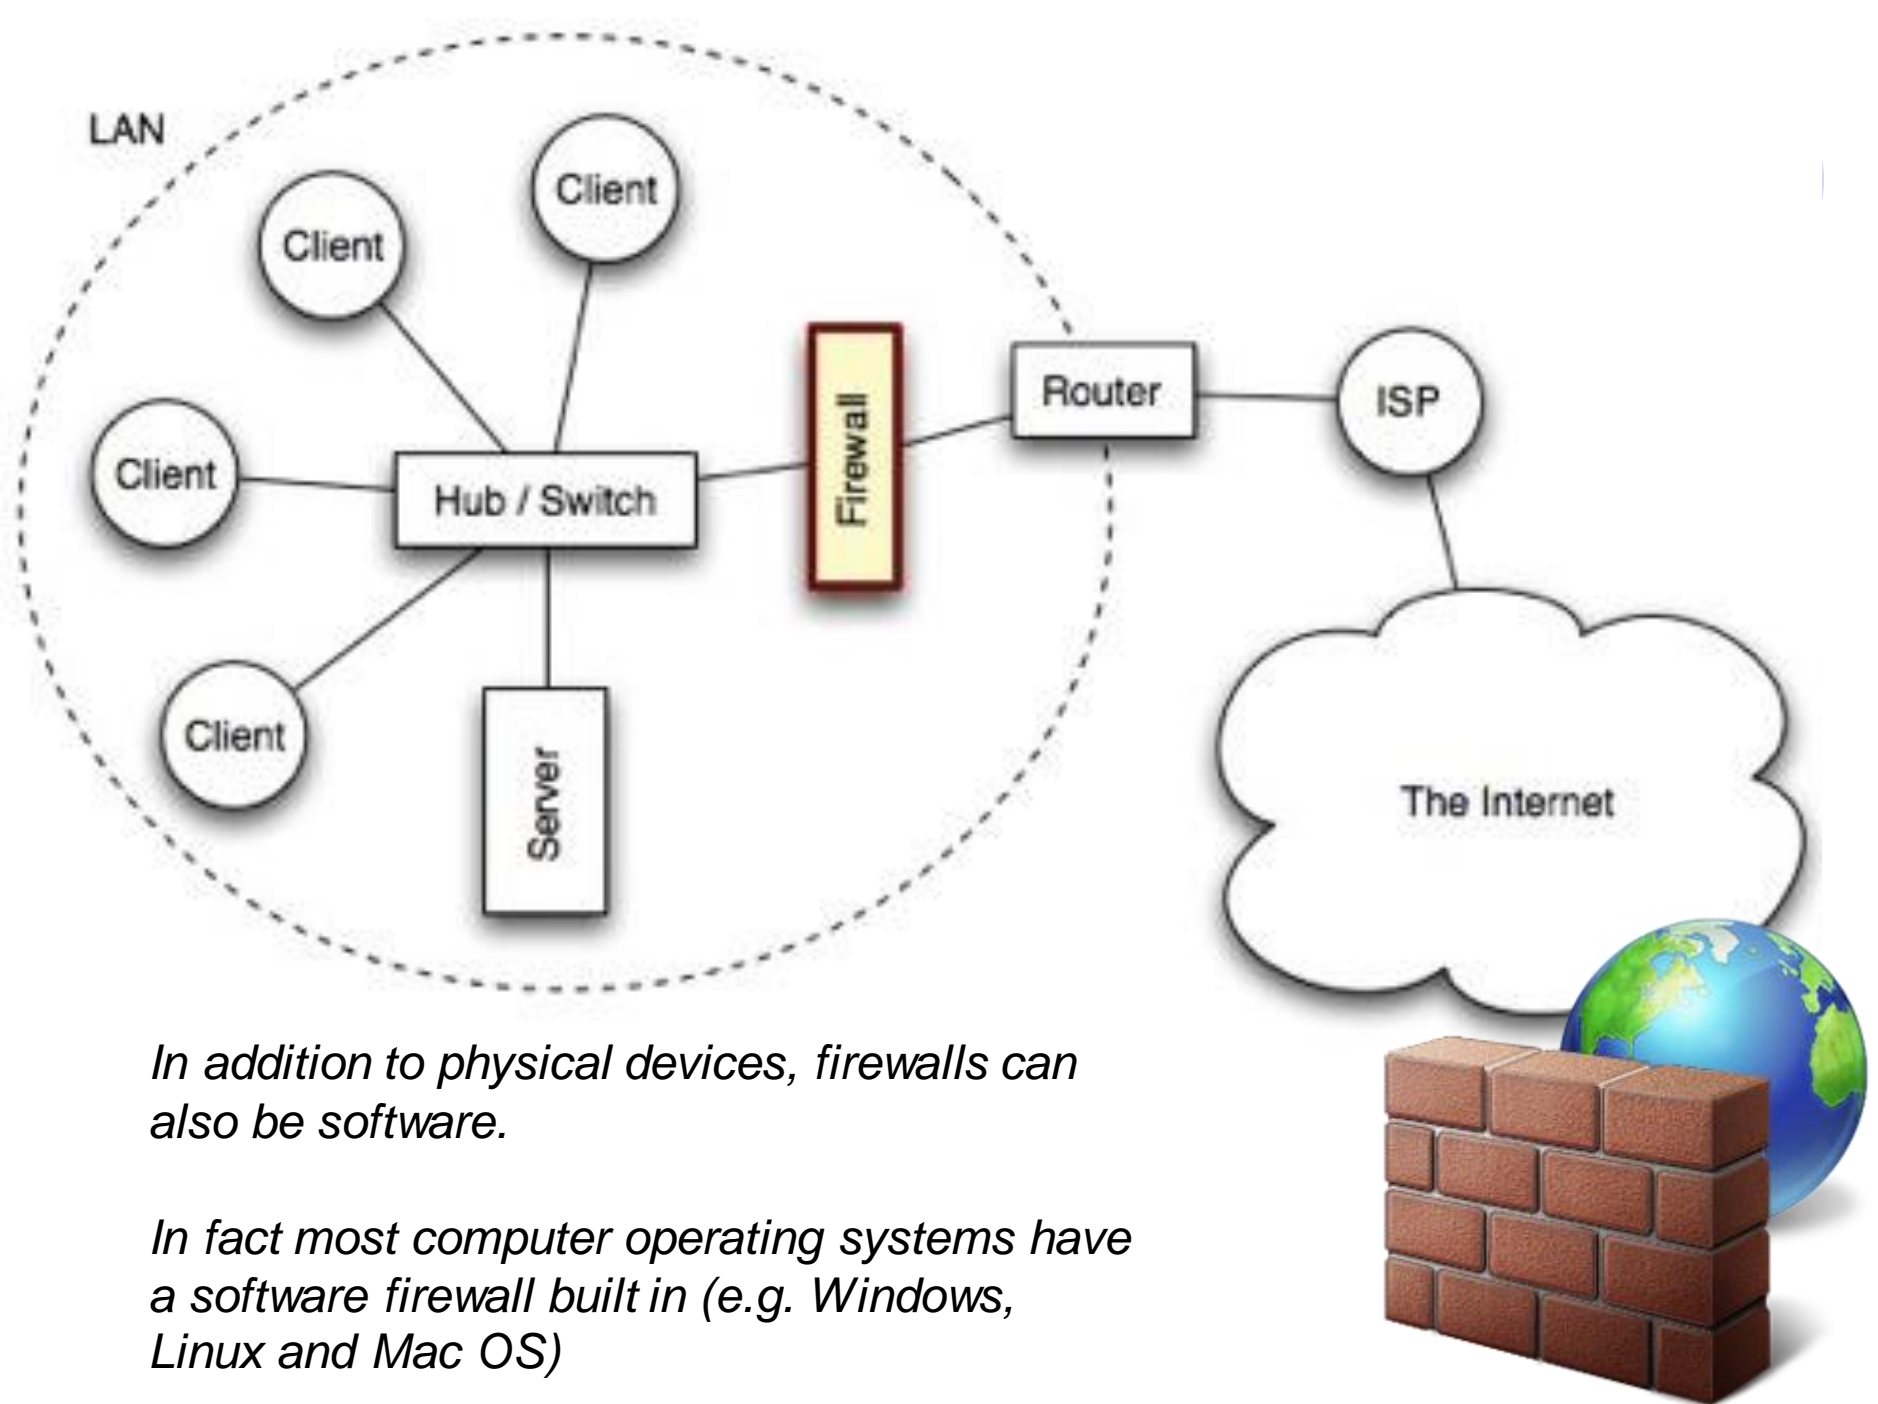 LAN
Client
Client
Client
Client
Hub / Switch
Server
Firewall
Router
ISP
The Internet
In addition to physical devices, firewalls can
also be software.
In fact most computer operating systems have
a software firewall built in (e.g. Windows,
Linux and Mac OS)